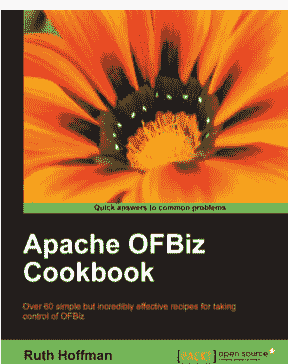 Quick answers to common problems
Apache OFBiz
Cookbook
Over 60 simple but incredibly effective recipes for taking
control of OFBiz
Ruth Hoffman
[PACKT] open source